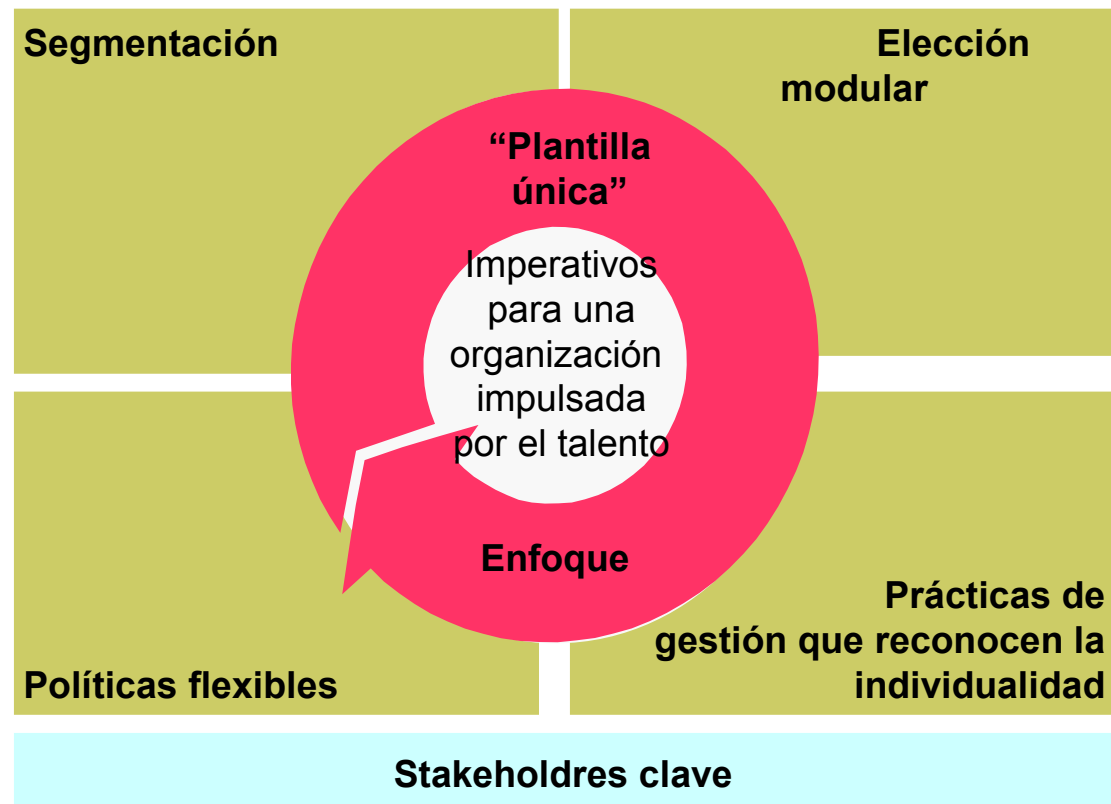 Segmentación
Elección
modular
“Plantilla
única”
Imperativos
para una
organización
impulsada
por el talento
Enfoque
Políticas flexibles
Prácticas de
gestión que reconocen la
individualidad
Stakeholdres clave